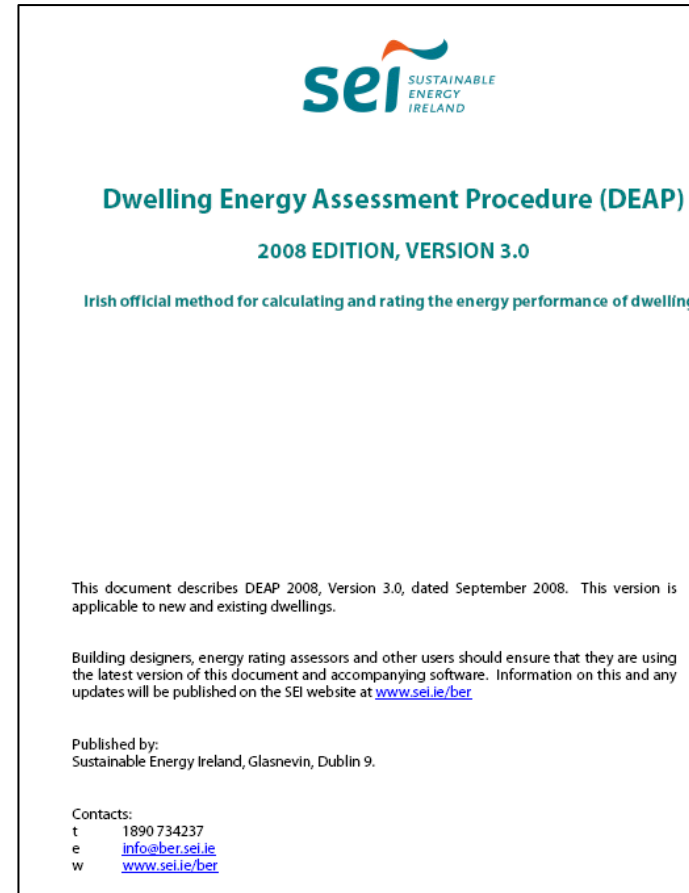 sei SUSTAINABLE
ENERGY
IRELAND
Dwelling Energy Assessment Procedure (DEAP)
2008 EDITION, VERSION 3.0
Irish official method for calculating and rating the energy performance of dwelling
This document describes DEAP 2008, Version 3.0, dated September 2008. This version is
applicable to new and existing dwellings.
Building designers, energy rating assessors and other users should ensure that they are using
the latest version of this document and accompanying software. Information on this and any
updates will be published on the SEI website at www.sei.ie/ber
Published by:
Sustainable Energy Ireland, Glasnevin, Dublin 9.
Contacts:
t 1890 734237
e info@ber.sei.ie
w www.sei.ie/ber